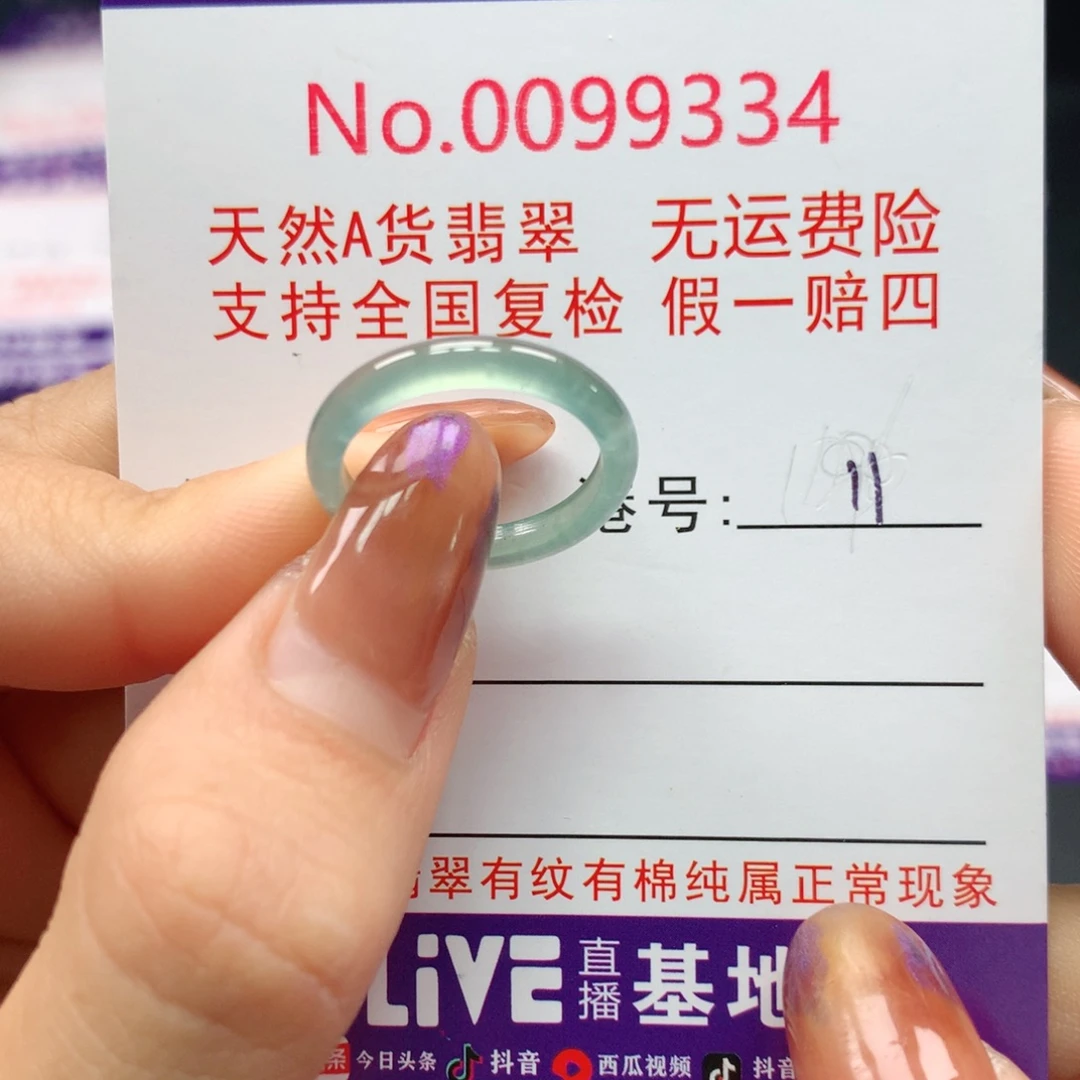 No.0099334
天然A货翡翠 无运费险
支持全国复检 假一赔四
港号: 11
翡翠有纹有棉纯属正常现象
LiVE 直播 基地
今日头条 抖音 西瓜视频 抖音